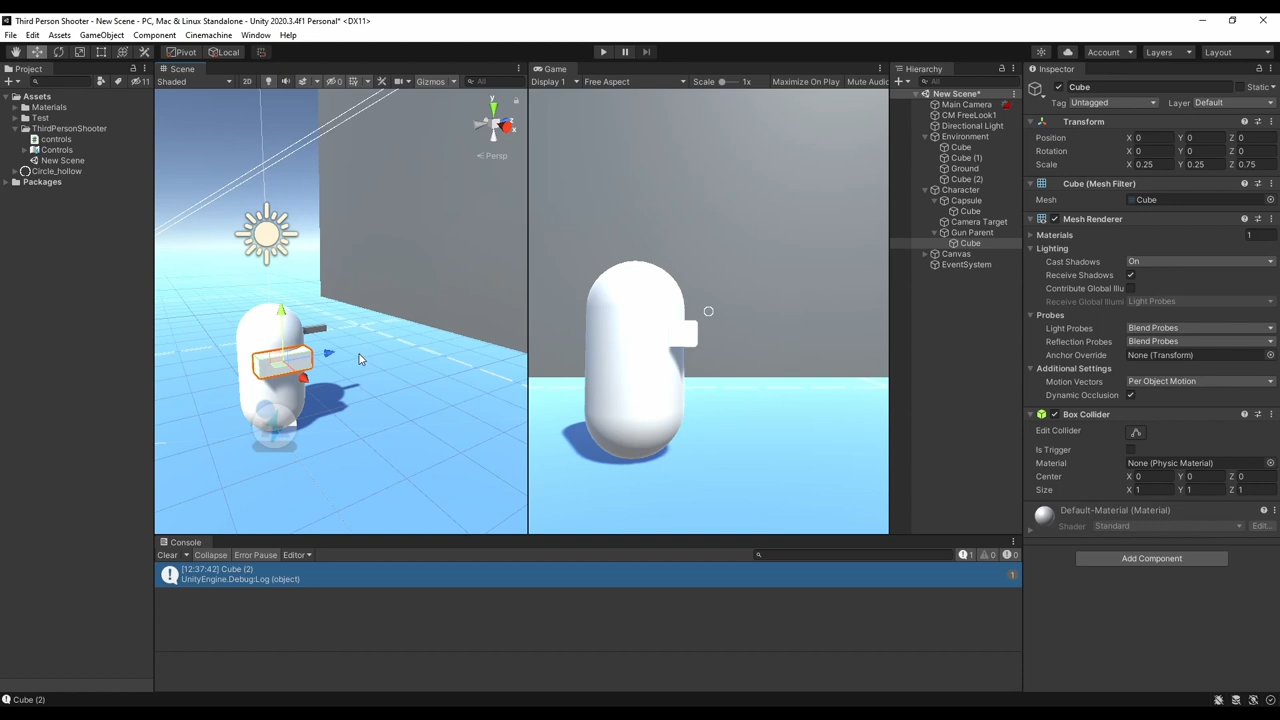 Third Person Shooter - New Scene - PC, Mac & Linux Standalone - Unity 2020.3.4f1 Personal* <DX11>
File Edit Assets GameObject Component Cinemachine Window Help
Pivot Local Account Layers Layout
Project
11
Assets
Materials
Test
ThirdPersonShooter
controls
Controls
New Scene
Circle_hollow
Packages
Scene
Shaded 2D 0 Gizmos All
y
z
x
Persp
Game
Display 1 Free Aspect Scale 1x Maximize On Play Mute Audio
Hierarchy
All
New Scene*
Main Camera
CM FreeLook1
Directional Light
Environment
Cube
Cube (1)
Ground
Cube (2)
Character
Capsule
Cube
Camera Target
Gun Parent
Cube
Canvas
EventSystem
Inspector
Cube Static
Tag Untagged Layer Default
Transform
Position X 0 Y 0 Z 0
Rotation X 0 Y 0 Z 0
Scale X 0.25 Y 0.25 Z 0.75
Cube (Mesh Filter)
Mesh Cube
Mesh Renderer
Materials 1
Lighting
Cast Shadows On
Receive Shadows
Contribute Global Illu
Receive Global Illumi Light Probes
Probes
Light Probes Blend Probes
Reflection Probes Blend Probes
Anchor Override None (Transform)
Additional Settings
Motion Vectors Per Object Motion
Dynamic Occlusion
Box Collider
Edit Collider
Is Trigger
Material None (Physic Material)
Center X 0 Y 0 Z 0
Size X 1 Y 1 Z 1
Default-Material (Material)
Shader Standard Edit...
Add Component
Console
Clear Collapse Error Pause Editor 1 0 0
[12:37:42] Cube (2)
UnityEngine.Debug:Log (object)
1
Cube (2)